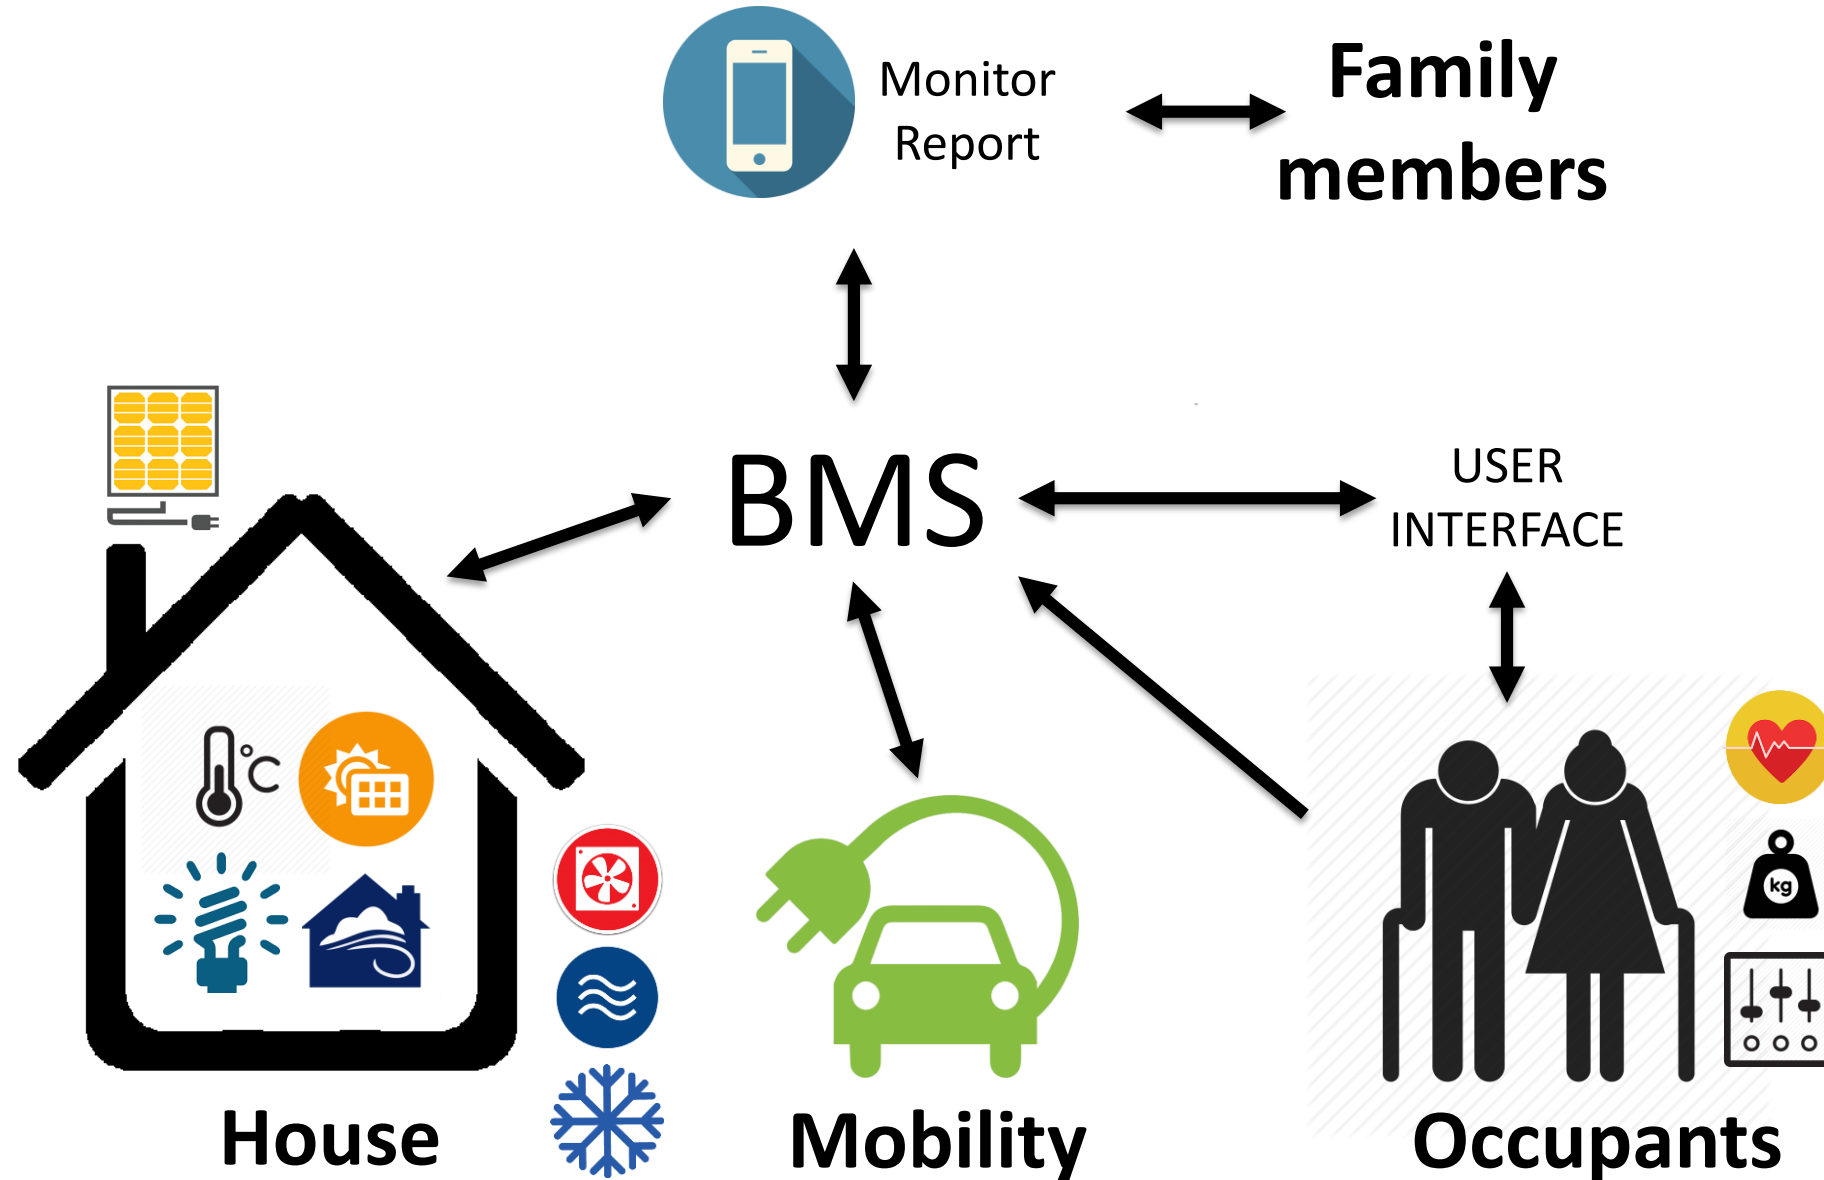 Monitor
Report
Family
members
BMS
USER
INTERFACE
°C
kg
House
Mobility
Occupants